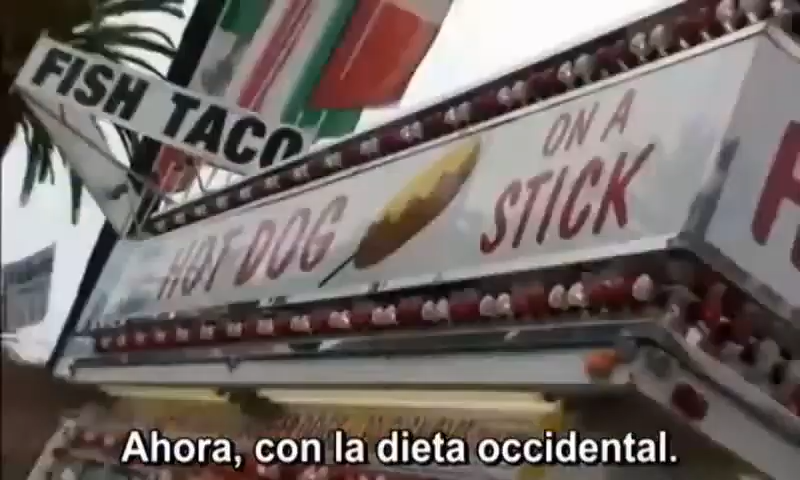 FISH TACO
HOT DOG
ON A
STICK
Ahora, con la dieta occidental.